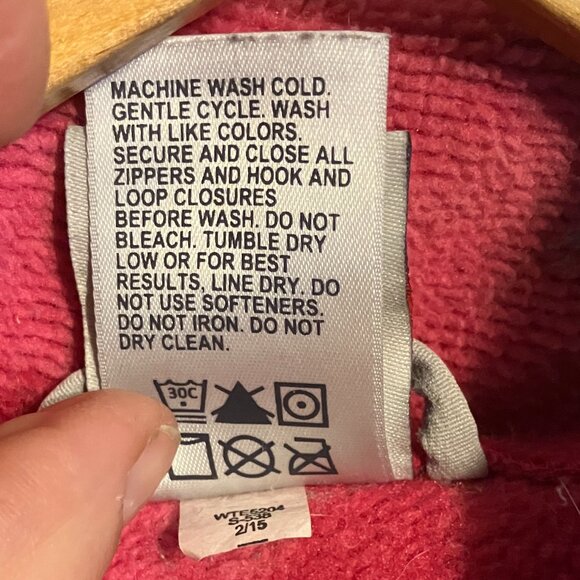 MACHINE WASH COLD.
GENTLE CYCLE. WASH
WITH LIKE COLORS.
SECURE AND CLOSE ALL
ZIPPERS AND HOOK AND
LOOP CLOSURES
BEFORE WASH. DO NOT
BLEACH. TUMBLE DRY
LOW OR FOR BEST
RESULTS, LINE DRY. DO
NOT USE SOFTENERS.
DO NOT IRON. DO NOT
DRY CLEAN.
30C
2/15